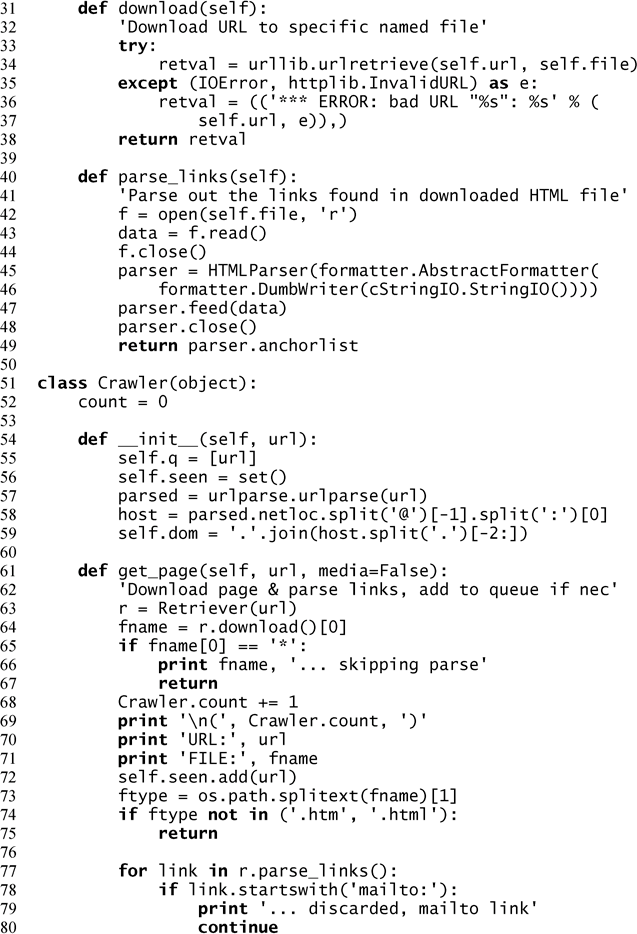 31      def download(self):
32          'Download URL to specific named file'
33          try:
34              retval = urllib.urlretrieve(self.url, self.file)
35          except (IOError, httplib.InvalidURL) as e:
36              retval = (('*** ERROR: bad URL "%s": %s' % (
37                  self.url, e)),)
38          return retval
39
40      def parse_links(self):
41          'Parse out the links found in downloaded HTML file'
42          f = open(self.file, 'r')
43          data = f.read()
44          f.close()
45          parser = HTMLParser(formatter.AbstractFormatter(
46              formatter.DumbWriter(cStringIO.StringIO())))
47          parser.feed(data)
48          parser.close()
49          return parser.anchorlist
50
51  class Crawler(object):
52      count = 0
53
54      def __init__(self, url):
55          self.q = [url]
56          self.seen = set()
57          parsed = urlparse.urlparse(url)
58          host = parsed.netloc.split('@')[-1].split(':')[0]
59          self.dom = '.'.join(host.split('.')[-2:])
60
61      def get_page(self, url, media=False):
62          'Download page & parse links, add to queue if nec'
63          r = Retriever(url)
64          fname = r.download()[0]
65          if fname[0] == '*':
66              print fname, '... skipping parse'
67              return
68          Crawler.count += 1
69          print '\n(', Crawler.count, ')'
70          print 'URL:', url
71          print 'FILE:', fname
72          self.seen.add(url)
73          ftype = os.path.splitext(fname)[1]
74          if ftype not in ('.htm', '.html'):
75              return
76
77          for link in r.parse_links():
78              if link.startswith('mailto:'):
79                  print '... discarded, mailto link'
80                  continue